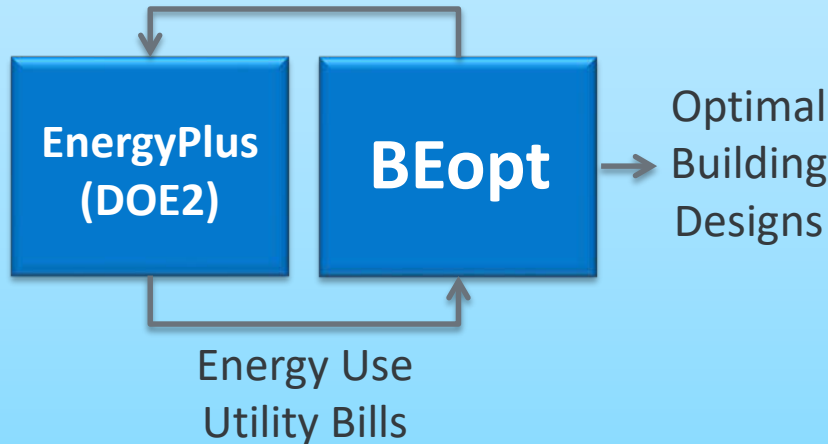 EnergyPlus
(DOE2)
BEopt
Optimal
Building
Designs
Energy Use
Utility Bills